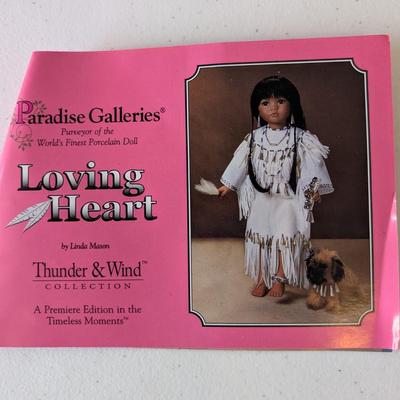 Paradise Galleries®
Purveyor of the
World's Finest Porcelain Doll
Loving
Heart
by Linda Mason
Thunder & Wind™
COLLECTION
A Premiere Edition in the
Timeless Moments™